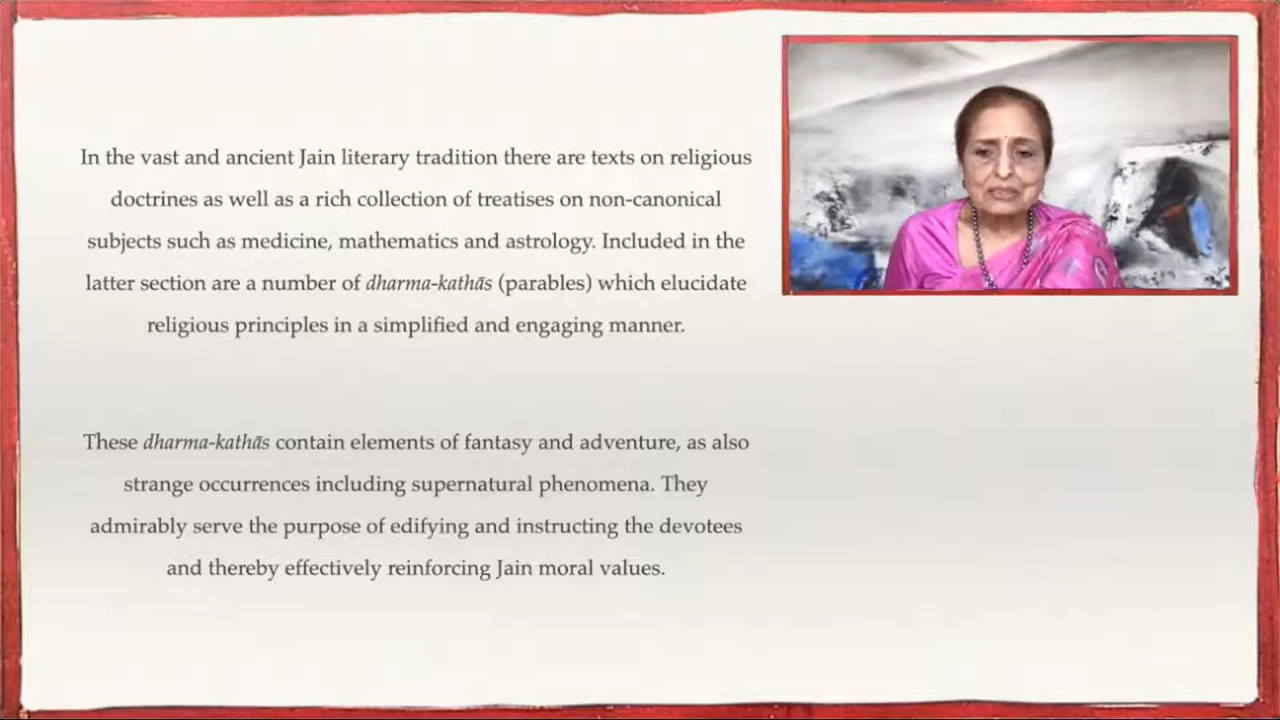 In the vast and ancient Jain literary tradition there are texts on religious
doctrines as well as a rich collection of treatises on non-canonical
subjects such as medicine, mathematics and astrology. Included in the
latter section are a number of dharma-kathās (parables) which elucidate
religious principles in a simplified and engaging manner.
These dharma-kathās contain elements of fantasy and adventure, as also
strange occurrences including supernatural phenomena. They
admirably serve the purpose of edifying and instructing the devotees
and thereby effectively reinforcing Jain moral values.